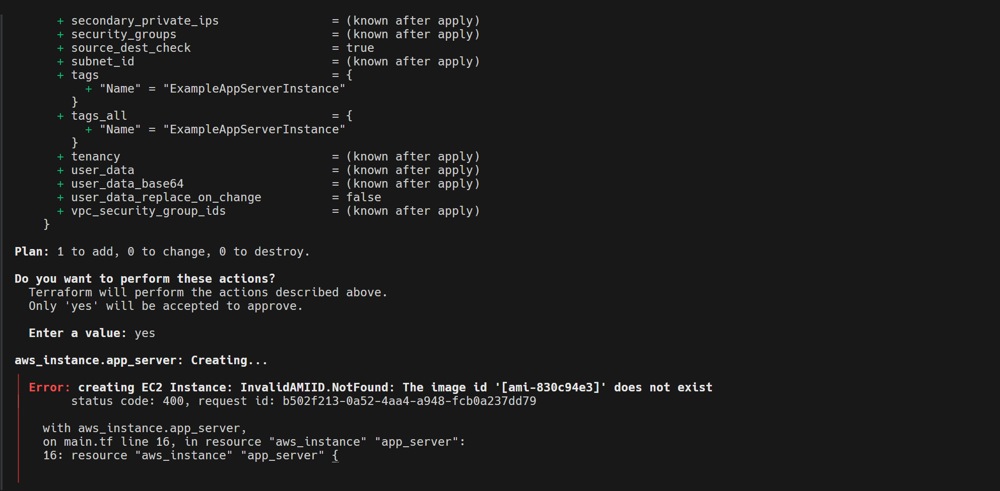 + secondary_private_ips = (known after apply)
+ security_groups = (known after apply)
+ source_dest_check = true
+ subnet_id = (known after apply)
+ tags = {
+ "Name" = "ExampleAppServerInstance"
}
+ tags_all = {
+ "Name" = "ExampleAppServerInstance"
}
+ tenancy = (known after apply)
+ user_data = (known after apply)
+ user_data_base64 = (known after apply)
+ user_data_replace_on_change = false
+ vpc_security_group_ids = (known after apply)
}
Plan: 1 to add, 0 to change, 0 to destroy.
Do you want to perform these actions?
Terraform will perform the actions described above.
Only 'yes' will be accepted to approve.
Enter a value: yes
aws_instance.app_server: Creating...
Error: creating EC2 Instance: InvalidAMIID.NotFound: The image id '[ami-830c94e3]' does not exist
status code: 400, request id: b502f213-0a52-4aa4-a948-fcb0a237dd79
with aws_instance.app_server,
on main.tf line 16, in resource "aws_instance" "app_server":
16: resource "aws_instance" "app_server" {